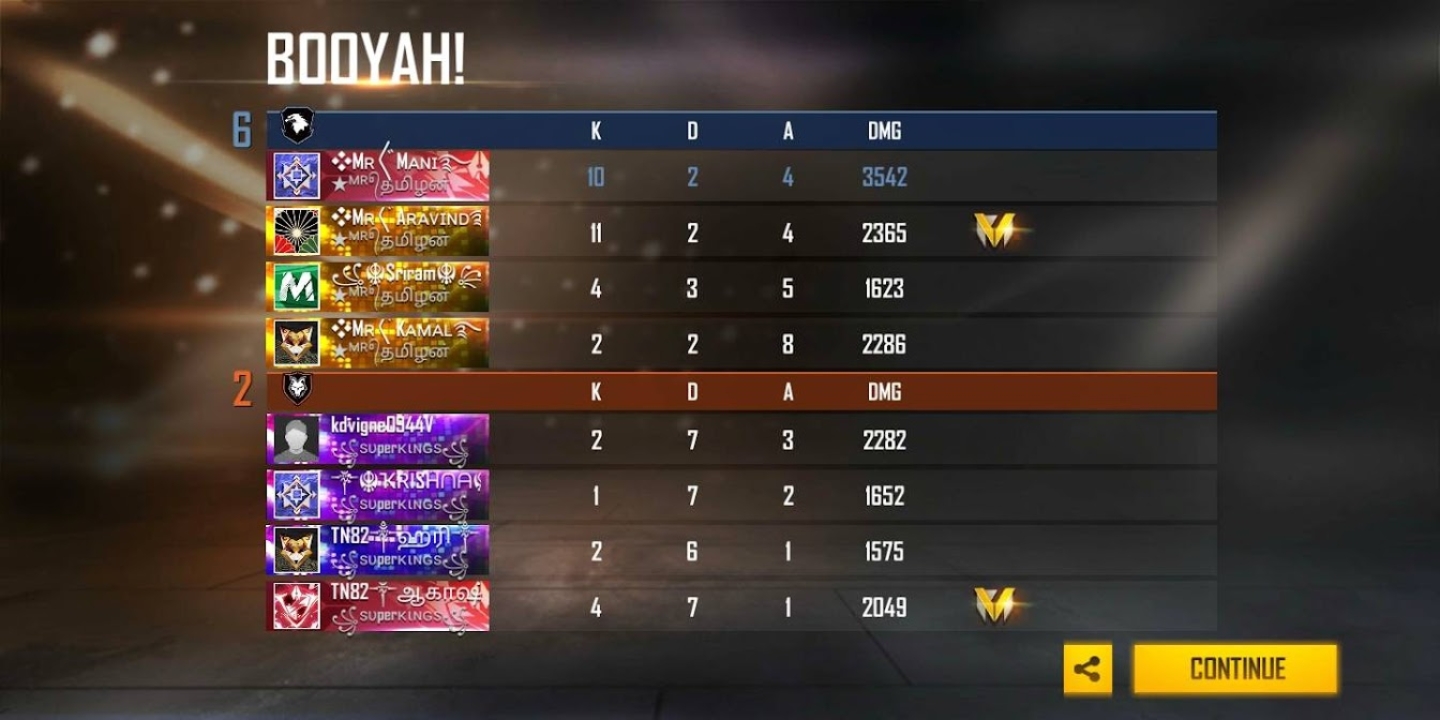 BOOYAH!
6 K D A DMG
❖MR〈 MANI
★ᴹᴿ தமிழன் 10 2 4 3542
❖MR〈 ARAVIND
★ᴹᴿ தமிழன் 11 2 4 2365
Sriram
★ᴹᴿ தமிழன் 4 3 5 1623
❖MR〈 KAMAL
★ᴹᴿ தமிழன் 2 2 8 2286
2 K D A DMG
SUPERKINGS 2 7 3 2282
KRISHNA
SUPERKINGS 1 7 2 1652
TN82 ஹரி
SUPERKINGS 2 6 1 1575
TN82 ஆகாஷ்
SUPERKINGS 4 7 1 2049
CONTINUE